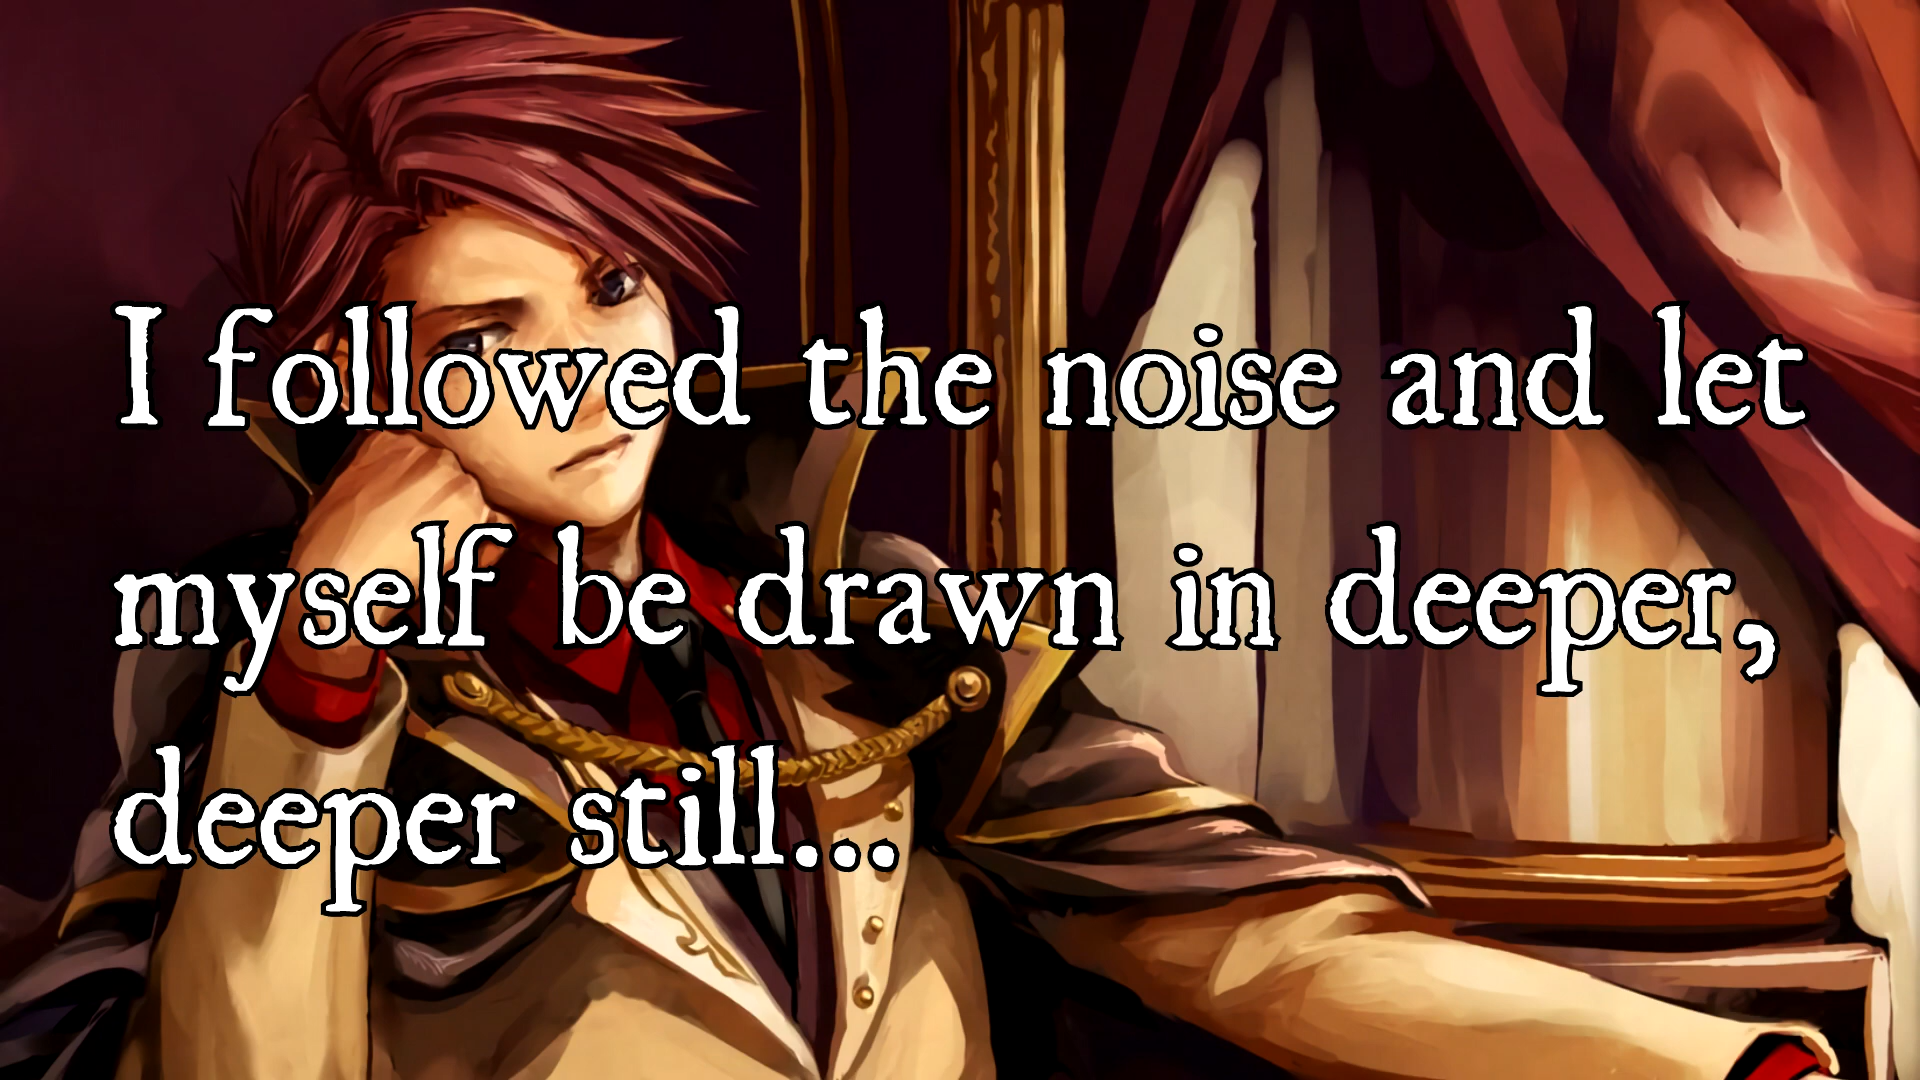 I followed the noise and let
myself be drawn in deeper,
deeper still...